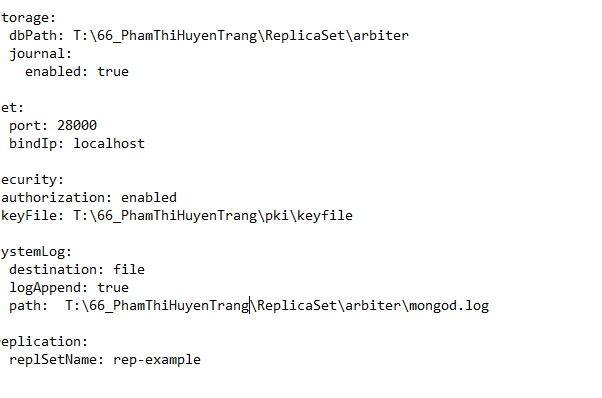 torage:
  dbPath: T:\66_PhamThiHuyenTrang\ReplicaSet\arbiter
  journal:
    enabled: true

et:
  port: 28000
  bindIp: localhost

ecurity:
 authorization: enabled
 keyFile: T:\66_PhamThiHuyenTrang\pki\keyfile

ystemLog:
  destination: file
  logAppend: true
  path:  T:\66_PhamThiHuyenTrang\ReplicaSet\arbiter\mongod.log

eplication:
  replSetName: rep-example